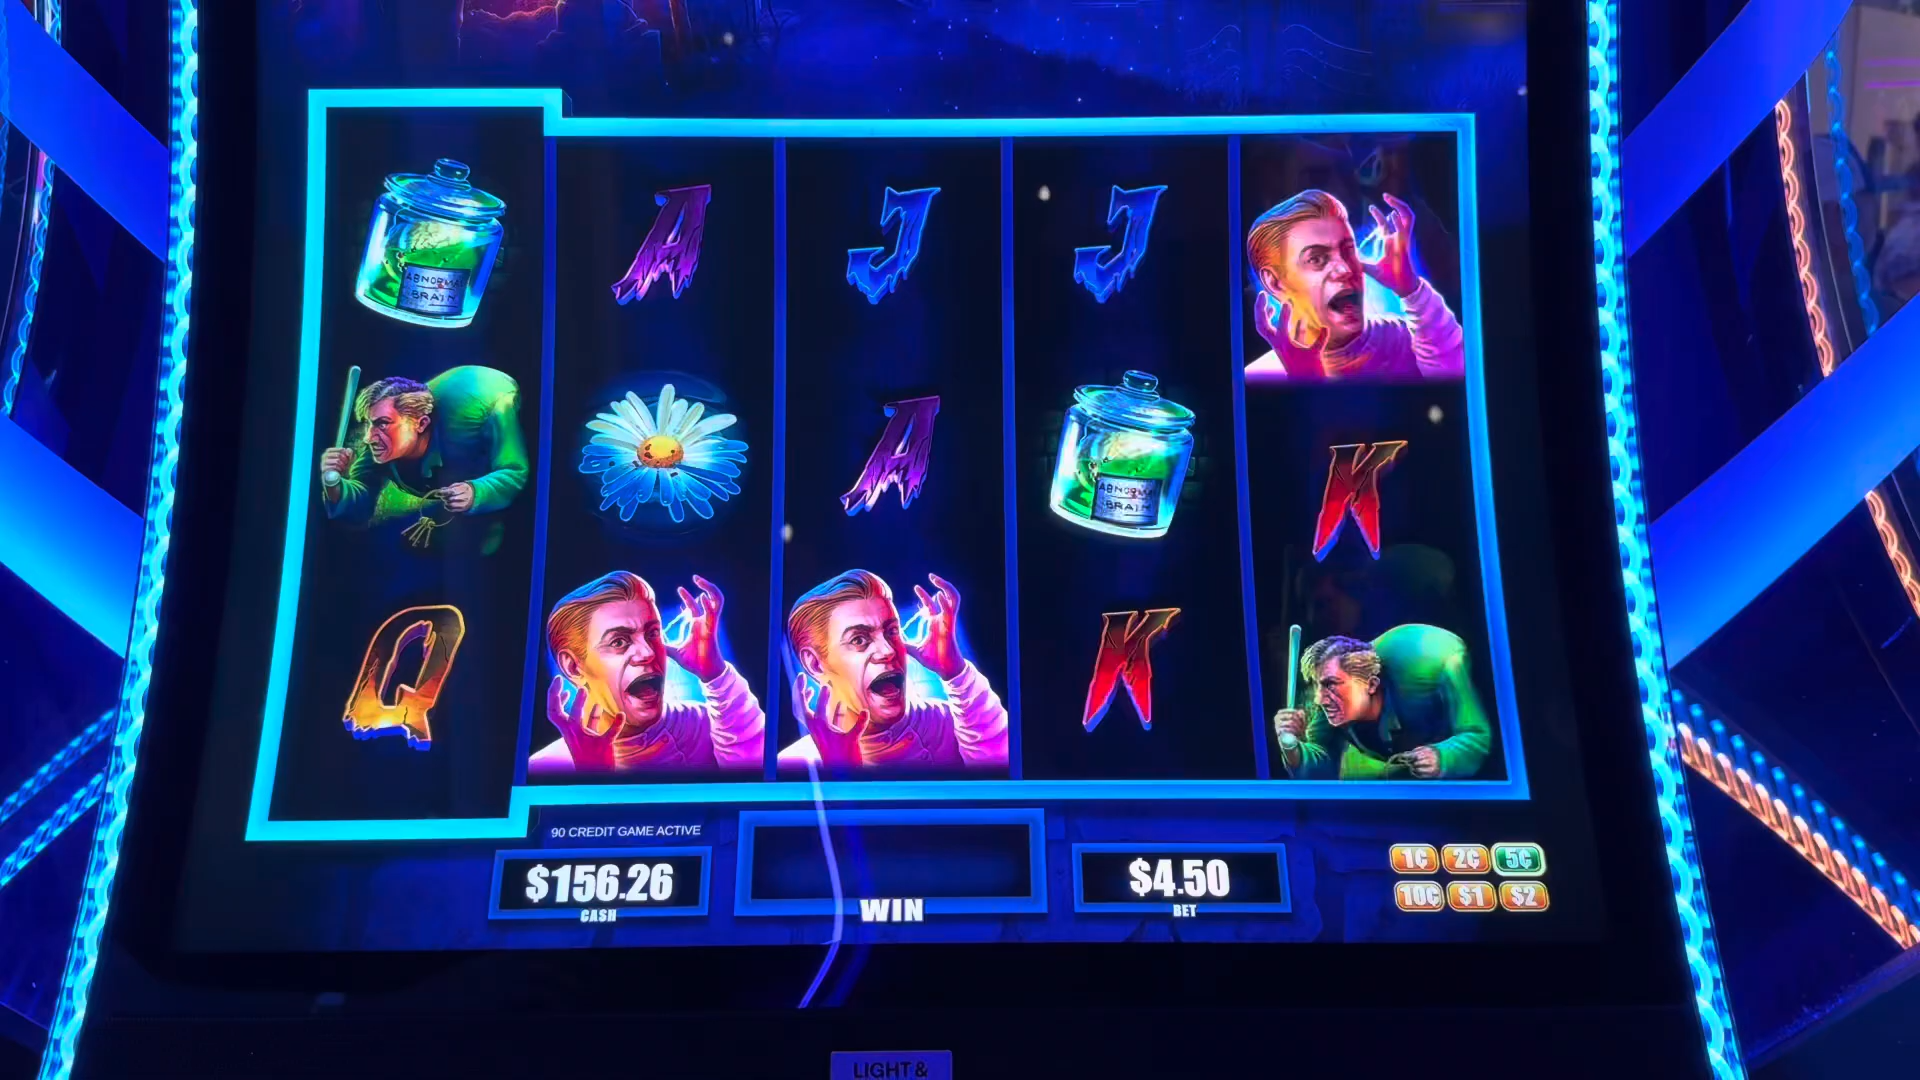 ABNORMAL
BRAIN
A
J
J
A
ABNORMAL
BRAIN
K
Q
K
90 CREDIT GAME ACTIVE
$156.26
CASH
WIN
$4.50
BET
1¢ 2¢ 5¢
10¢ $1 $2
LIGHT &